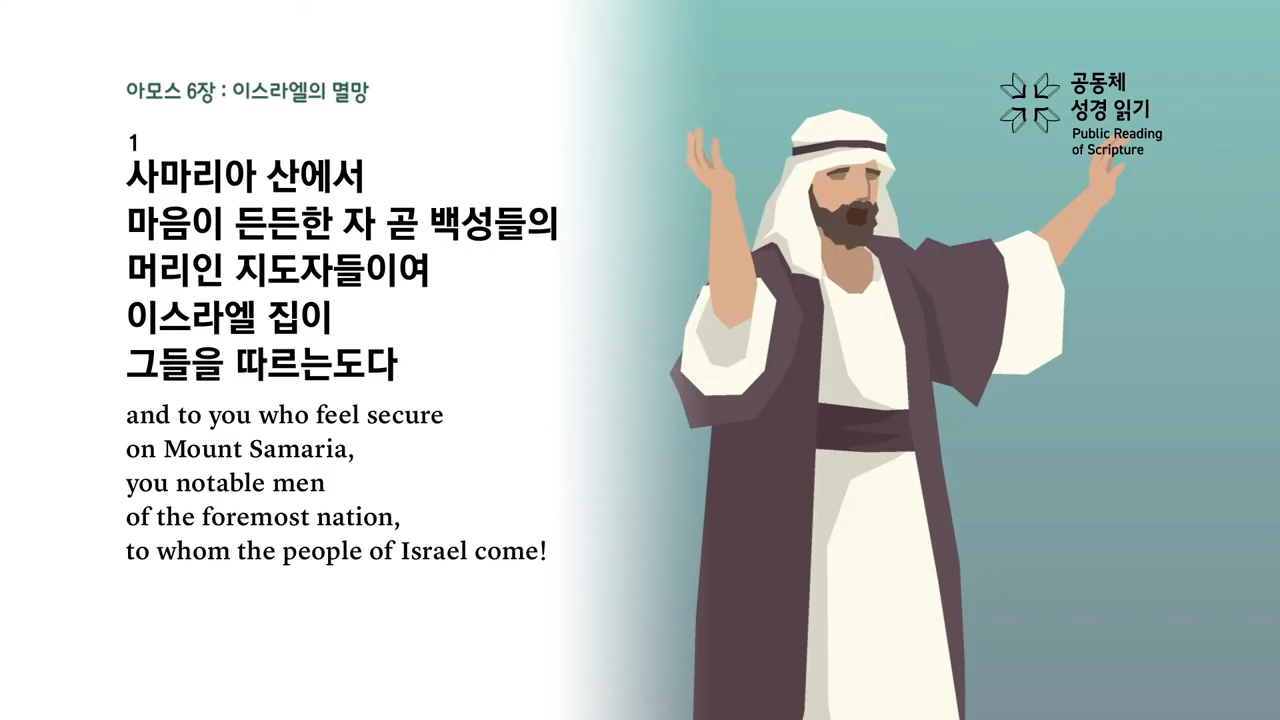 아모스 6장 : 이스라엘의 멸망
1
사마리아 산에서
마음이 든든한 자 곧 백성들의
머리인 지도자들이여
이스라엘 집이
그들을 따르는도다
and to you who feel secure
on Mount Samaria,
you notable men
of the foremost nation,
to whom the people of Israel come!
공동체
성경 읽기
Public Reading
of Scripture